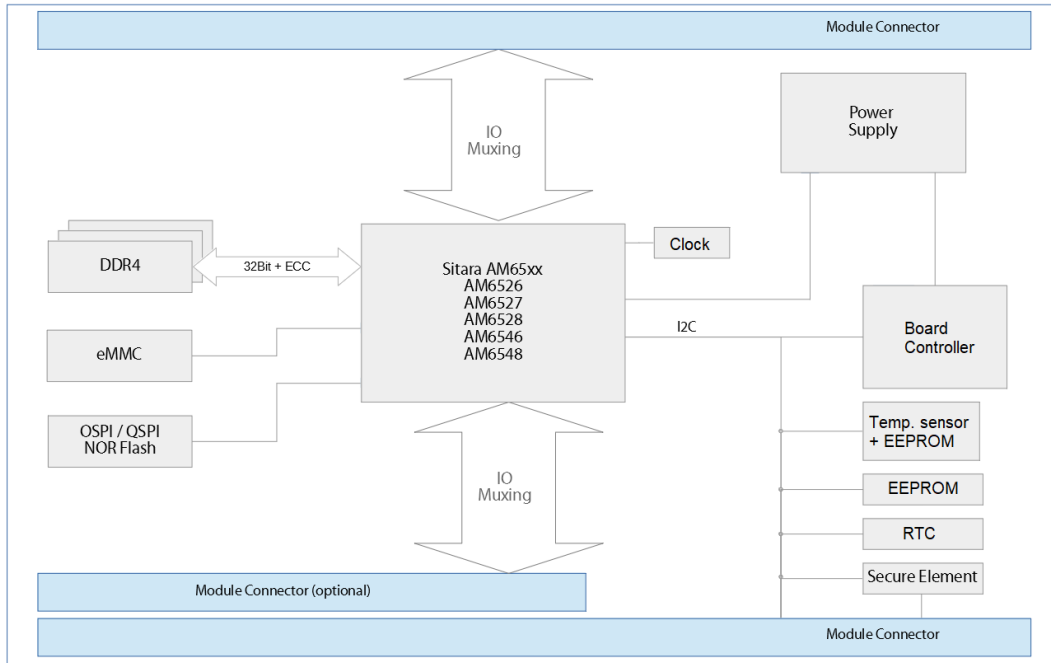 Module Connector
IO
Muxing
Power
Supply
DDR4
32Bit + ECC
Sitara AM65xx
AM6526
AM6527
AM6528
AM6546
AM6548
Clock
I2C
Board
Controller
eMMC
OSPI / QSPI
NOR Flash
Temp. sensor
+ EEPROM
IO
Muxing
EEPROM
RTC
Secure Element
Module Connector (optional)
Module Connector